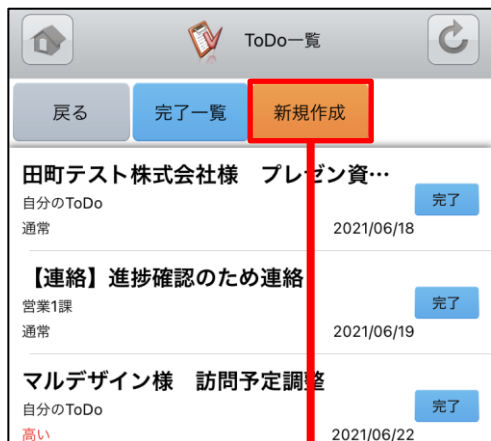 ToDo一覧
戻る 完了一覧 新規作成
田町テスト株式会社様　プレゼン資…
自分のToDo 完了
通常 2021/06/18
【連絡】進捗確認のため連絡
営業1課 完了
通常 2021/06/19
マルデザイン様　訪問予定調整
自分のToDo 完了
高い 2021/06/22